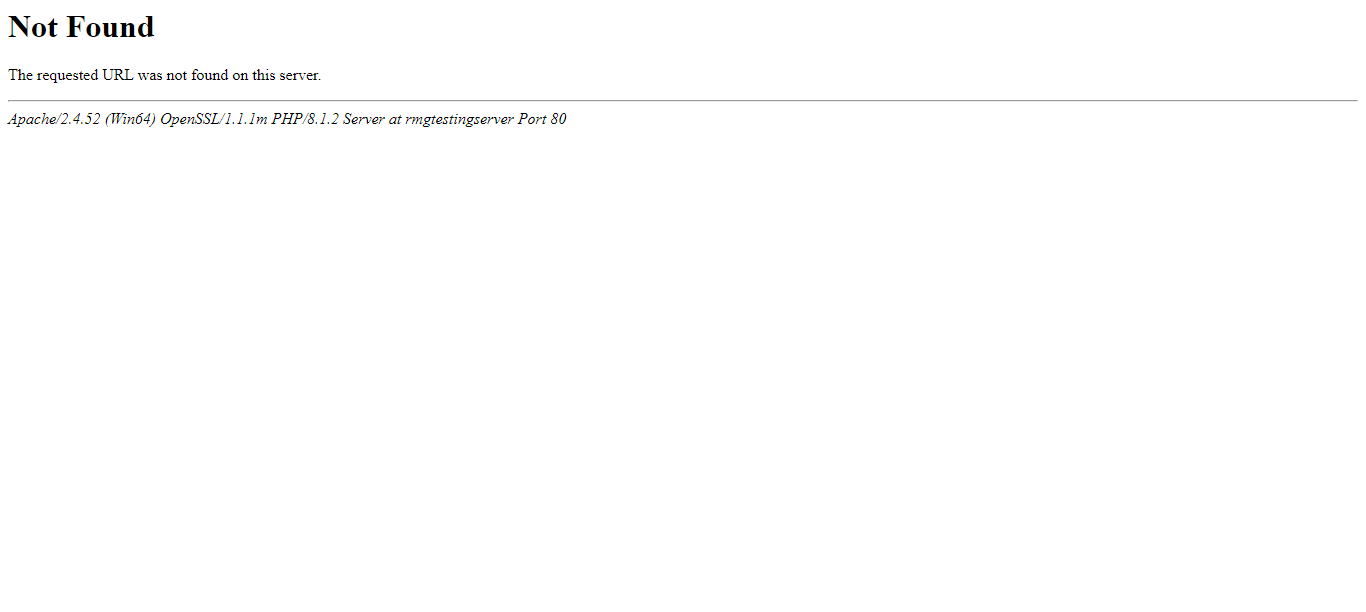 Not Found
The requested URL was not found on this server.
Apache/2.4.52 (Win64) OpenSSL/1.1.1m PHP/8.1.2 Server at rmgtestingserver Port 80